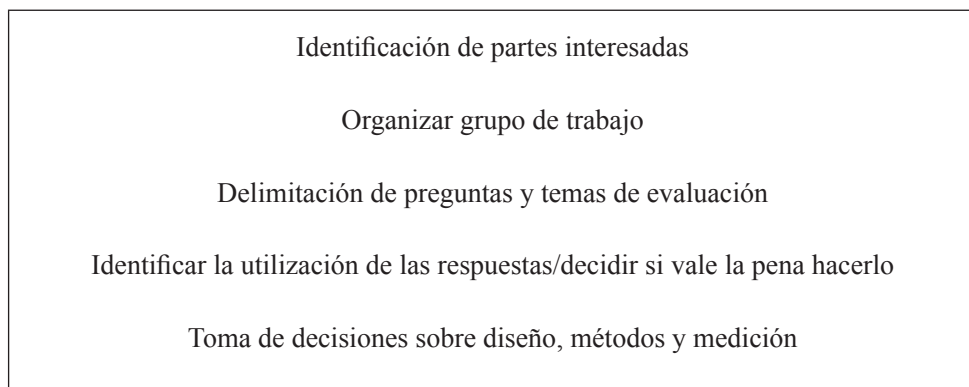 Identificación de partes interesadas
Organizar grupo de trabajo
Delimitación de preguntas y temas de evaluación
Identificar la utilización de las respuestas/decidir si vale la pena hacerlo
Toma de decisiones sobre diseño, métodos y medición